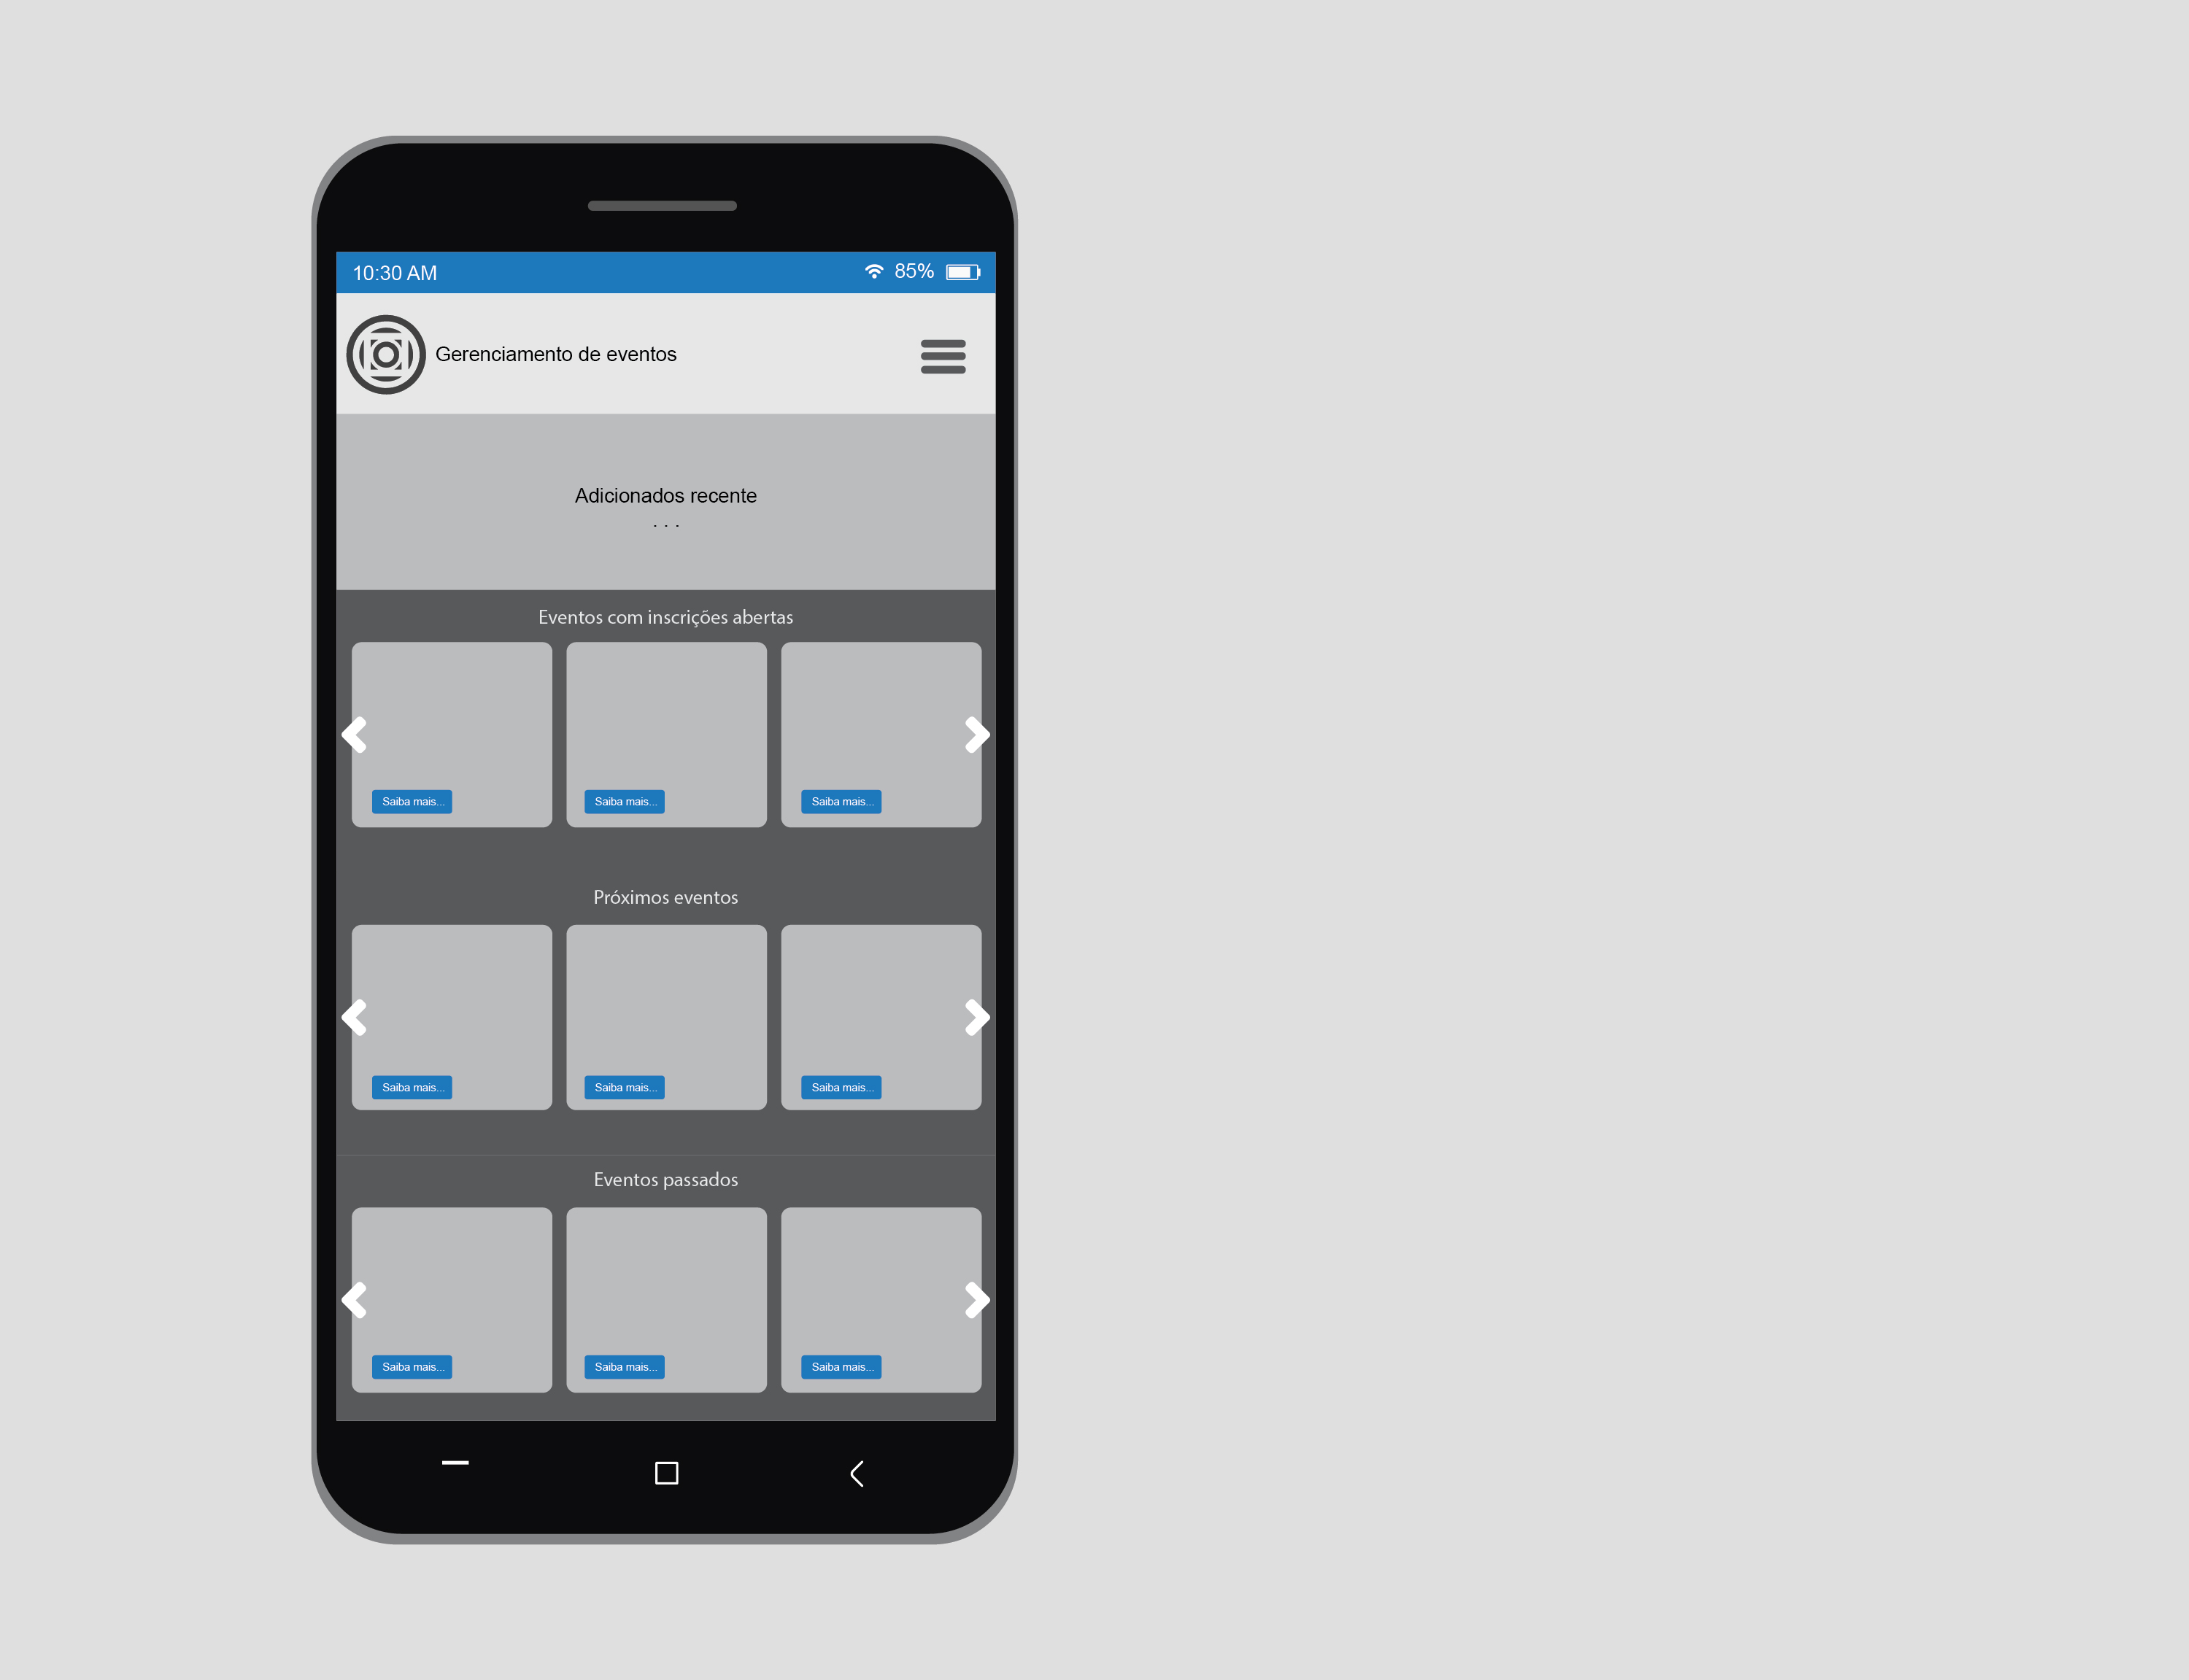 10:30 AM
85%
Gerenciamento de eventos
Adicionados recente
. . .
Eventos com inscrições abertas
Saiba mais...
Saiba mais...
Saiba mais...
Próximos eventos
Saiba mais...
Saiba mais...
Saiba mais...
Eventos passados
Saiba mais...
Saiba mais...
Saiba mais...